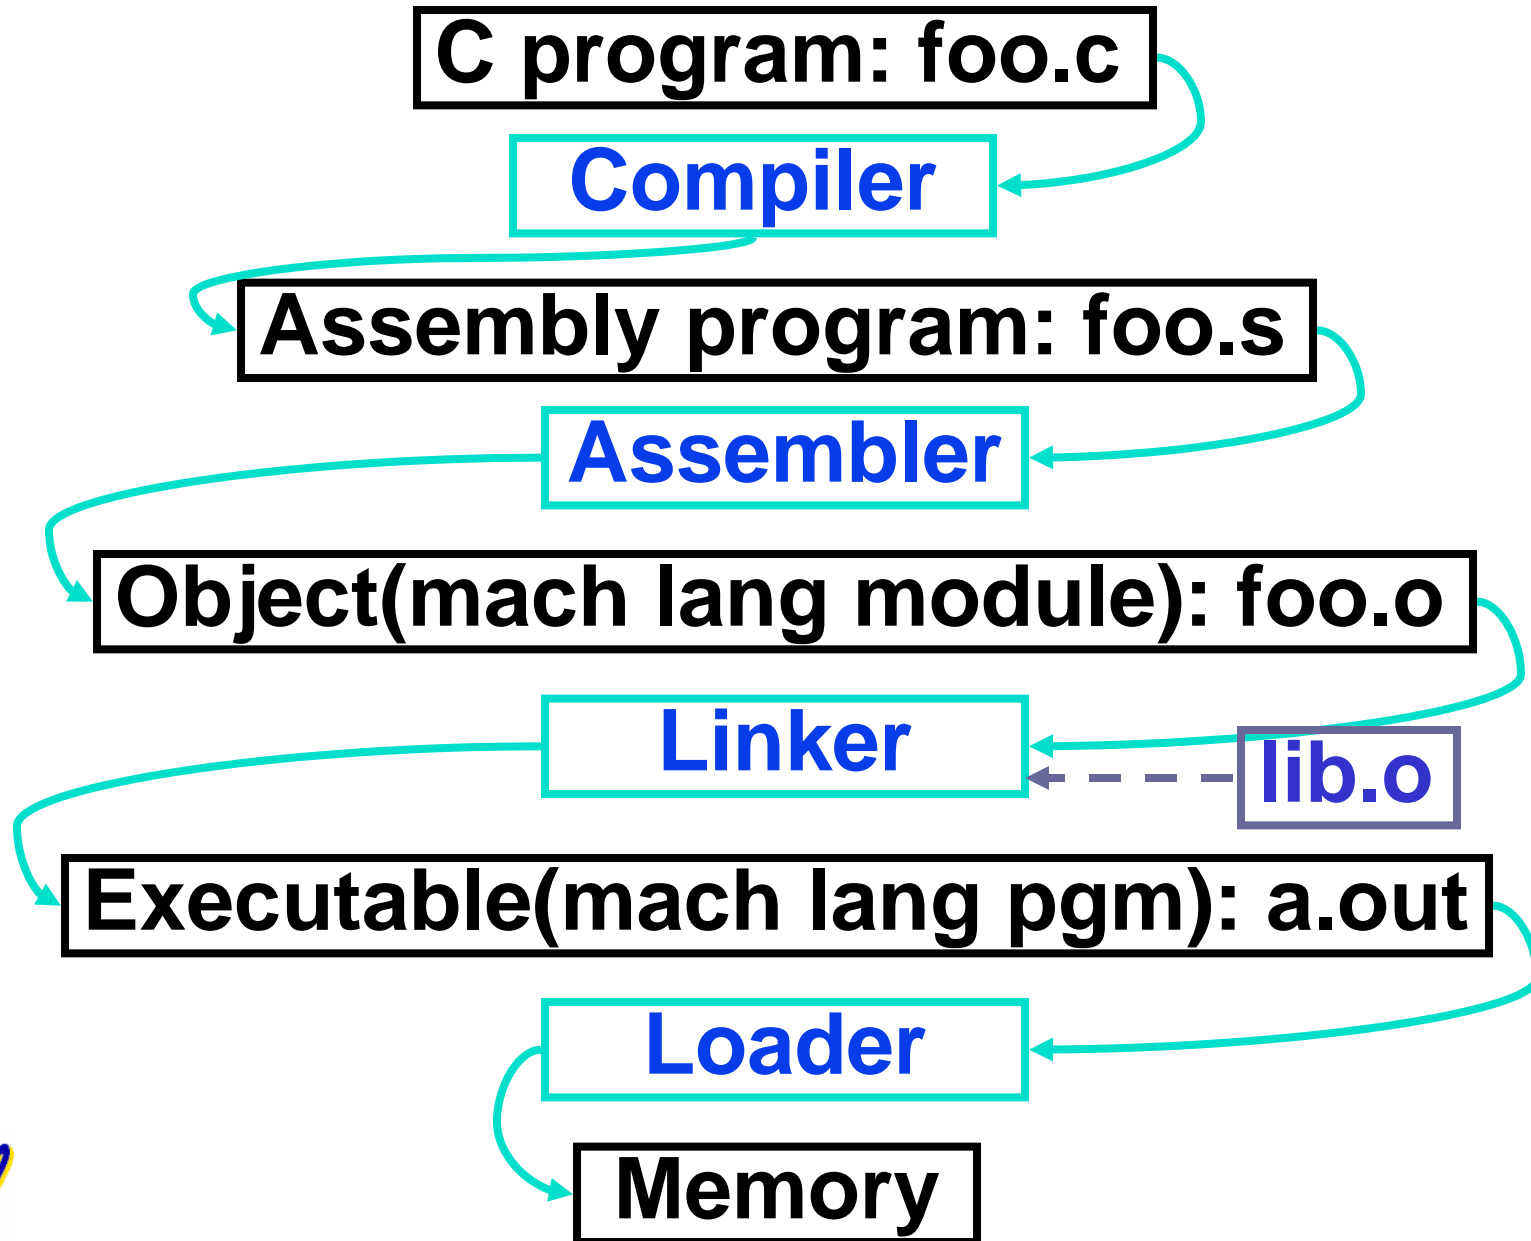 C program: foo.c
Compiler
Assembly program: foo.s
Assembler
Object(mach lang module): foo.o
Linker
lib.o
Executable(mach lang pgm): a.out
Loader
Memory